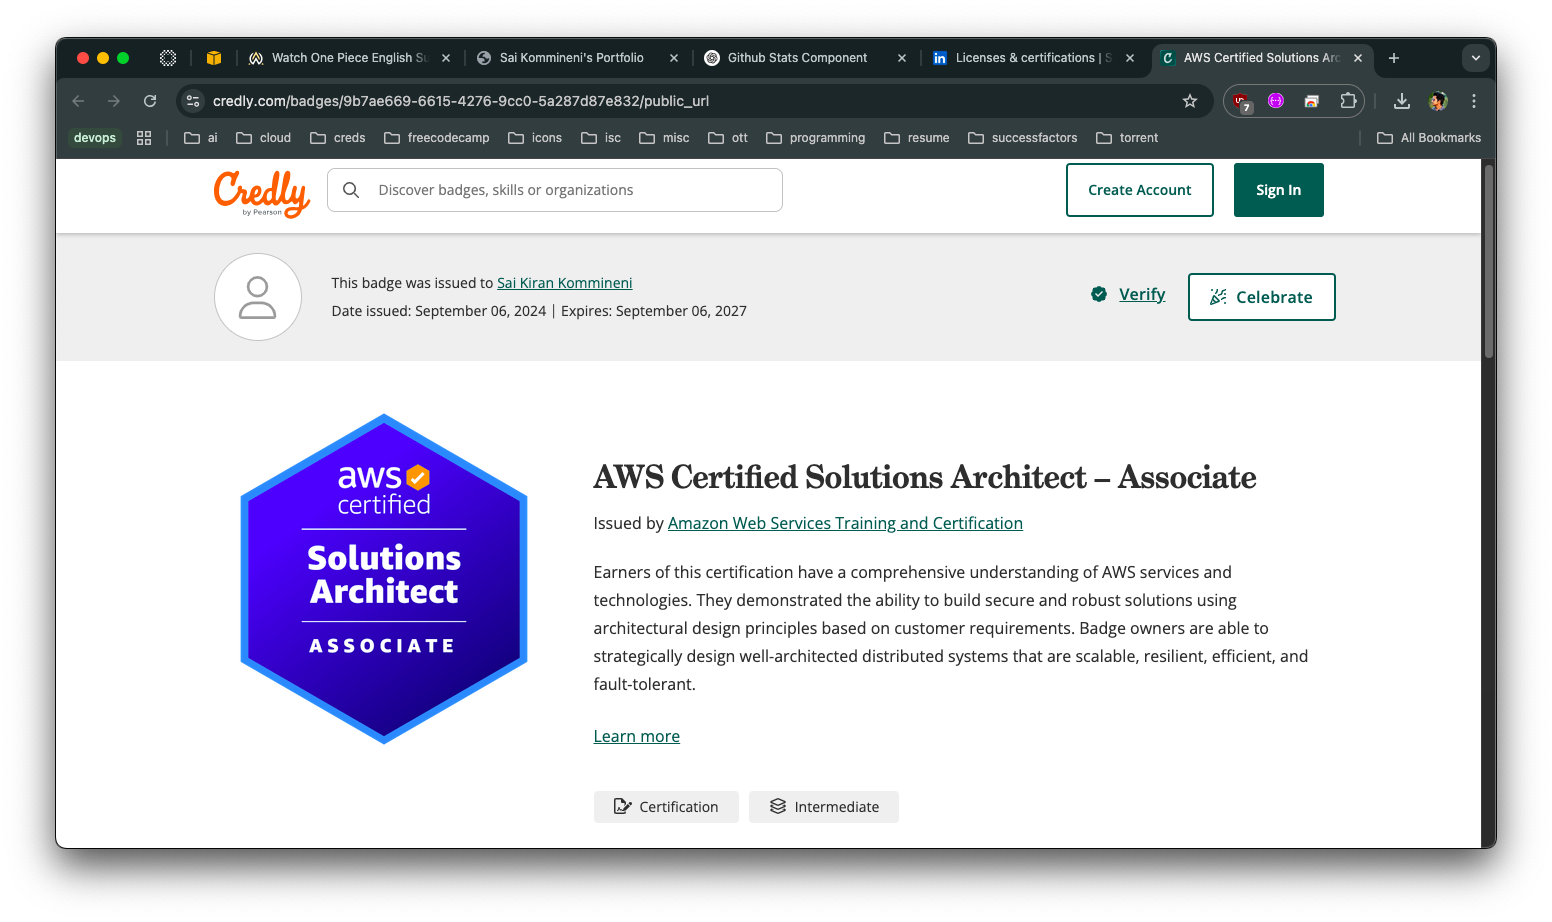 Watch One Piece English Su
Sai Kommineni's Portfolio
Github Stats Component
Licenses & certifications | S
AWS Certified Solutions Arc
credly.com/badges/9b7ae669-6615-4276-9cc0-5a287d87e832/public_url
7
devops
ai
cloud
creds
freecodecamp
icons
isc
misc
ott
programming
resume
successfactors
torrent
All Bookmarks
Credly
by Pearson
Discover badges, skills or organizations
Create Account
Sign In
This badge was issued to Sai Kiran Kommineni
Date issued: September 06, 2024 | Expires: September 06, 2027
Verify
Celebrate
aws
certified
Solutions
Architect
ASSOCIATE
AWS Certified Solutions Architect – Associate
Issued by Amazon Web Services Training and Certification
Earners of this certification have a comprehensive understanding of AWS services and
technologies. They demonstrated the ability to build secure and robust solutions using
architectural design principles based on customer requirements. Badge owners are able to
strategically design well-architected distributed systems that are scalable, resilient, efficient, and
fault-tolerant.
Learn more
Certification
Intermediate